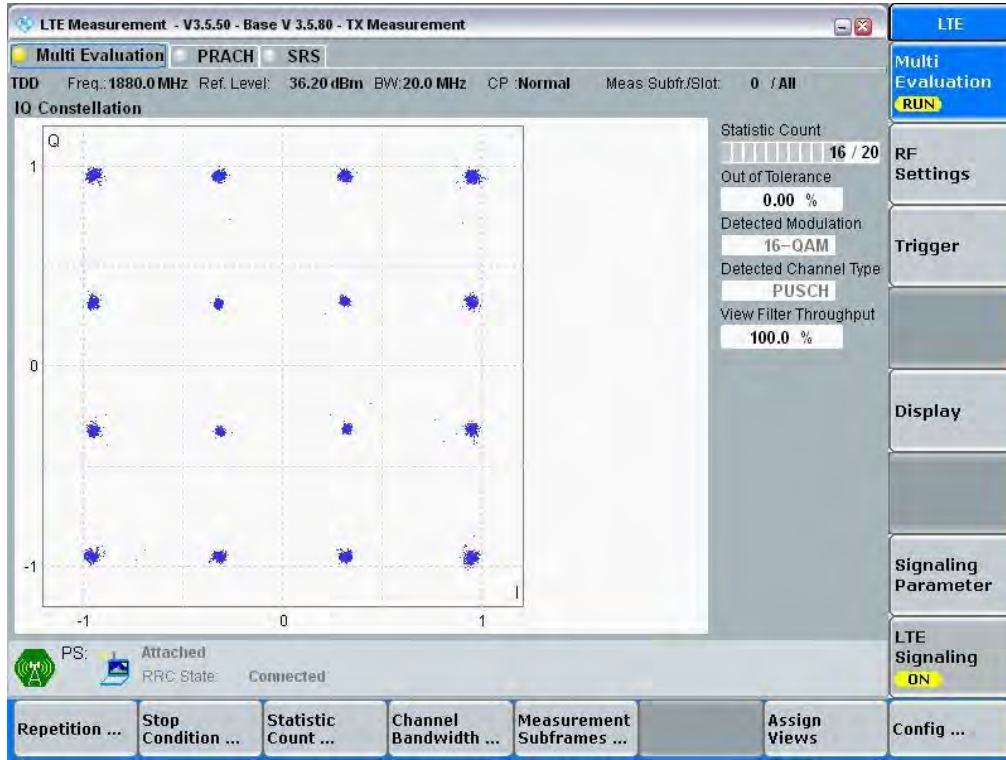 LTE Measurement - V3.5.50 - Base V 3.5.80 - TX Measurement
LTE
Multi Evaluation PRACH SRS
TDD Freq.:1880.0 MHz Ref. Level: 36.20 dBm BW:20.0 MHz CP :Normal Meas Subfr./Slot: 0 / All
IQ Constellation
Q
1
0
-1
-1 0 1
I
Statistic Count
16 / 20
Out of Tolerance
0.00 %
Detected Modulation
16-QAM
Detected Channel Type
PUSCH
View Filter Throughput
100.0 %
Multi
Evaluation
RUN
RF
Settings
Trigger
Display
Signaling
Parameter
LTE
Signaling
ON
PS: Attached
RRC State: Connected
Repetition ...
Stop
Condition ...
Statistic
Count ...
Channel
Bandwidth ...
Measurement
Subframes ...
Assign
Views
Config ...